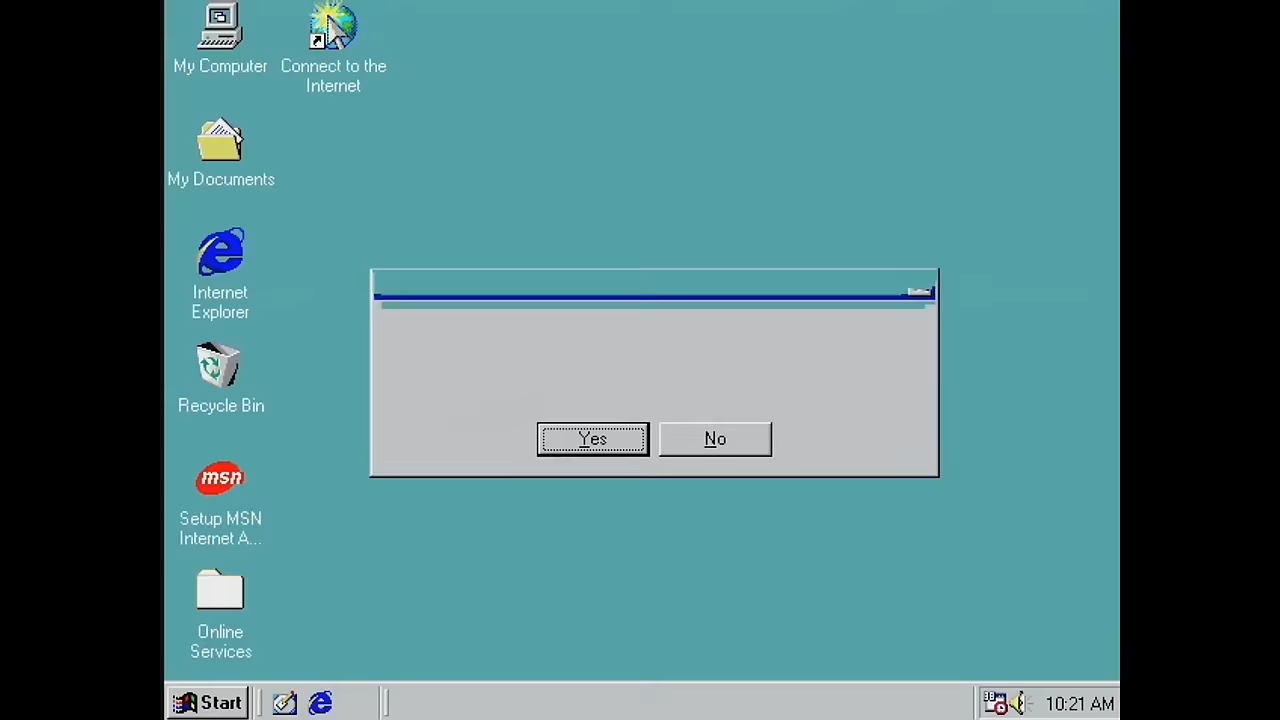 My Computer
Connect to the
Internet
My Documents
Internet
Explorer
Recycle Bin
msn
Setup MSN
Internet A...
Online
Services
Yes
No
Start
10:21 AM